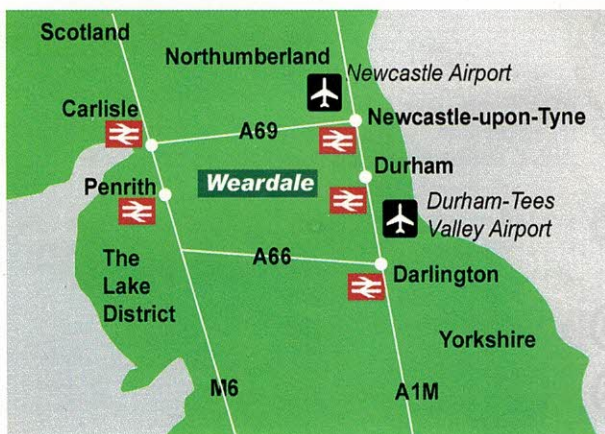 Scotland
Northumberland
Newcastle Airport
Carlisle
A69
Newcastle-upon-Tyne
Penrith
Weardale
Durham
Durham-Tees
Valley Airport
The
Lake
District
A66
Darlington
Yorkshire
M6
A1M